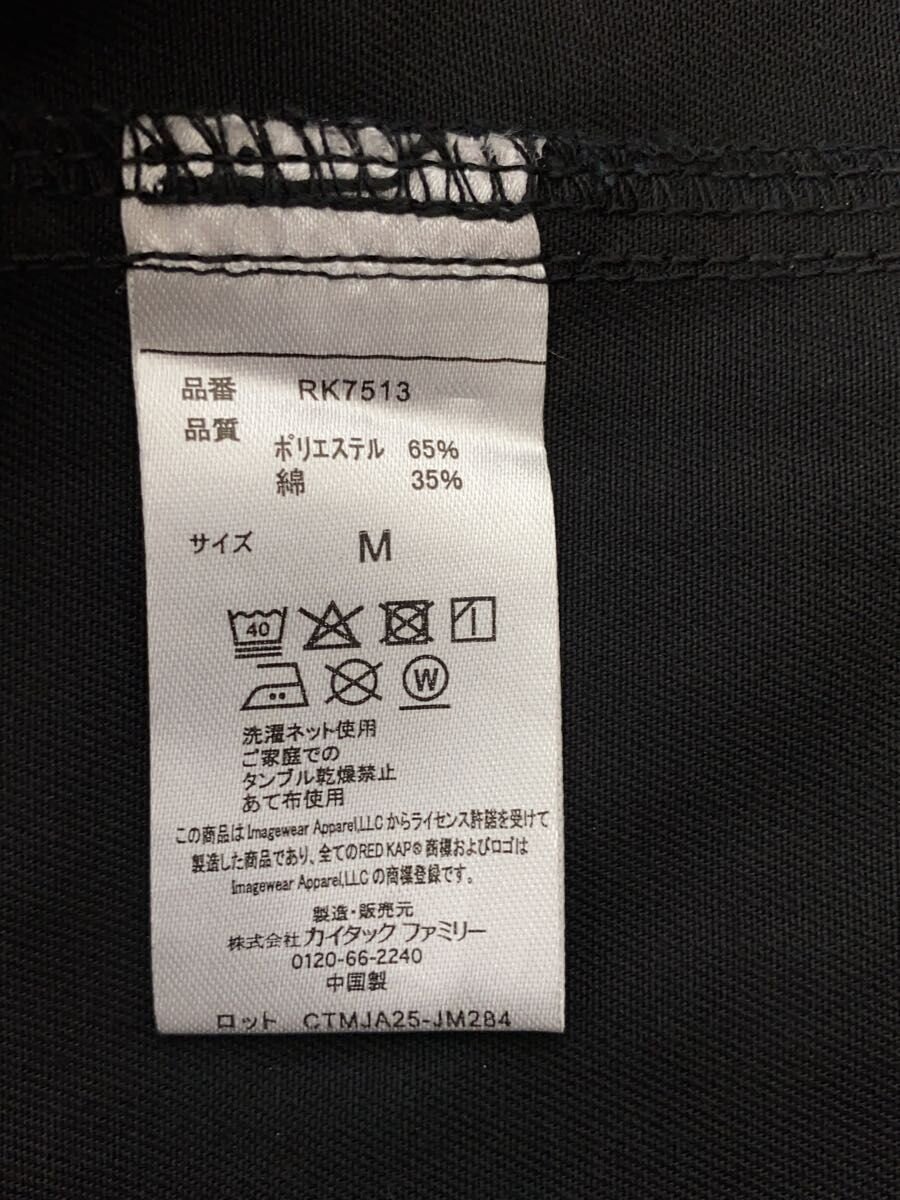 品番 RK7513
品質
ポリエステル 65%
綿 35%
サイズ M
40
W
洗濯ネット使用
ご家庭での
タンブル乾燥禁止
あて布使用
この商品はImagewear Apparel,LLCからライセンス許諾を受けて
製造した商品であり、全てのRED KAP®商標およびロゴは
Imagewear Apparel,LLCの商標登録です。
製造・販売元
株式会社カイタック ファミリー
0120-66-2240
中国製
ロット CTMJA25-JM284